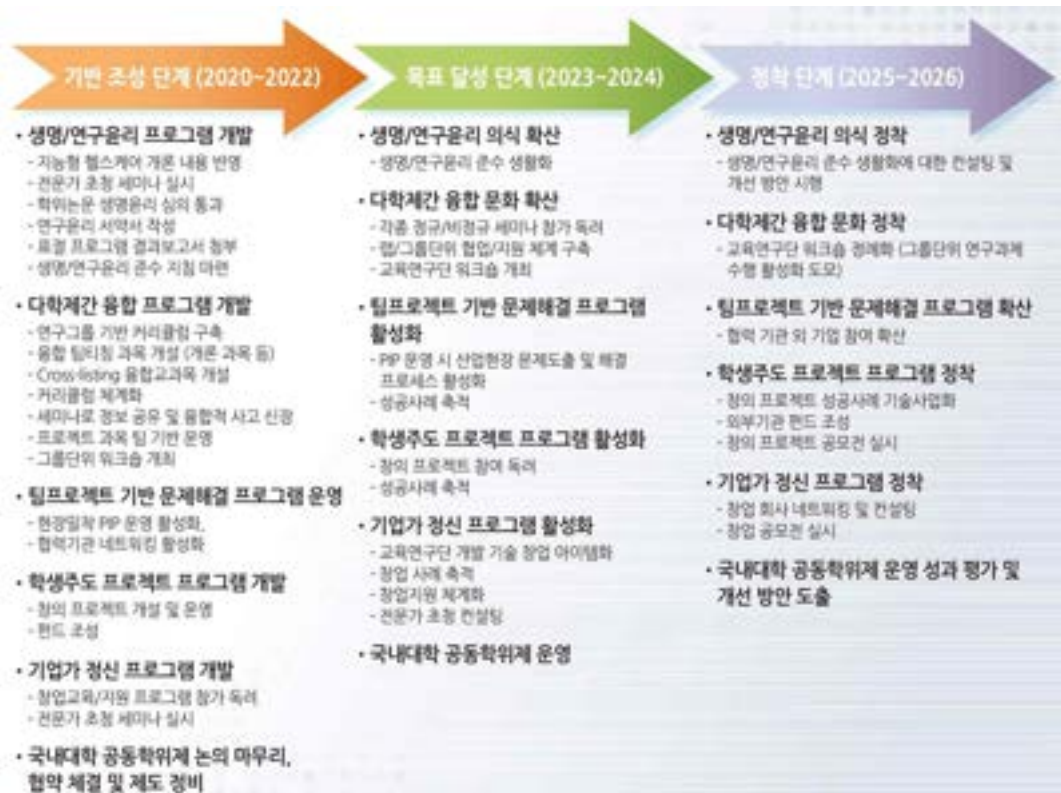 기반 조성 단계 (2020~2022)
• 생명/연구윤리 프로그램 개발
- 지능형 헬스케어 개론 내용 반영
- 전문가 초청 세미나 실시
- 학위논문 생명윤리 심의 통과
- 연구윤리 서약서 작성
- 표절 프로그램 결과보고서 첨부
- 생명/연구윤리 준수 지침 마련
• 다학제간 융합 프로그램 개발
- 연구그룹 기반 커리큘럼 구축
- 융합 팀티칭 과목 개설 (개론 과목 등)
- Cross-listing 융합교과목 개설
- 커리큘럼 체계화
- 세미나로 정보 공유 및 융합적 사고 신장
- 프로젝트 과목 팀 기반 운영
- 그룹단위 워크숍 개최
• 팀프로젝트 기반 문제해결 프로그램 운영
- 현장밀착 PIP 운영 활성화,
- 협력기관 네트워킹 활성화
• 학생주도 프로젝트 프로그램 개발
- 창의 프로젝트 개설 및 운영
- 펀드 조성
• 기업가 정신 프로그램 개발
- 창업교육/지원 프로그램 참가 독려
- 전문가 초청 세미나 실시
• 국내대학 공동학위제 논의 마무리,
협약 체결 및 제도 정비
목표 달성 단계 (2023~2024)
• 생명/연구윤리 의식 확산
- 생명/연구윤리 준수 생활화
• 다학제간 융합 문화 확산
- 각종 정규/비정규 세미나 참가 독려
- 랩/그룹단위 협업/지원 체계 구축
- 교육연구단 워크숍 개최
• 팀프로젝트 기반 문제해결 프로그램
활성화
- PIP 운영 시 산업현장 문제도출 및 해결
프로세스 활성화
- 성공사례 축적
• 학생주도 프로젝트 프로그램 활성화
- 창의 프로젝트 참여 독려
- 성공사례 축적
• 기업가 정신 프로그램 활성화
- 교육연구단 개발 기술 창업 아이템화
- 창업 사례 축적
- 창업지원 체계화
- 전문가 초청 컨설팅
• 국내대학 공동학위제 운영
정착 단계 (2025~2026)
• 생명/연구윤리 의식 정착
- 생명/연구윤리 준수 생활화에 대한 컨설팅 및
개선 방안 시행
• 다학제간 융합 문화 정착
- 교육연구단 워크숍 정례화 (그룹단위 연구과제
수행 활성화 도모)
• 팀프로젝트 기반 문제해결 프로그램 확산
- 협력 기관 외 기업 참여 확산
• 학생주도 프로젝트 프로그램 정착
- 창의 프로젝트 성공사례 기술사업화
- 외부기관 펀드 조성
- 창의 프로젝트 공모전 실시
• 기업가 정신 프로그램 정착
- 창업 회사 네트워킹 및 컨설팅
- 창업 공모전 실시
• 국내대학 공동학위제 운영 성과 평가 및
개선 방안 도출